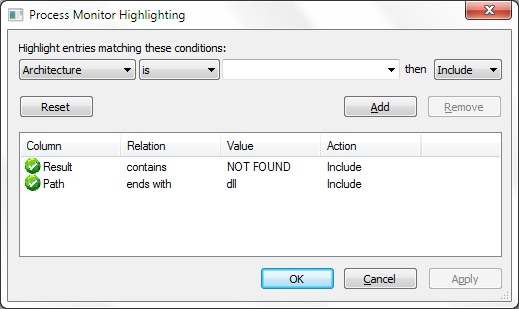 Process Monitor Highlighting
Highlight entries matching these conditions:
Architecture is then Include
Reset Add Remove
Column Relation Value Action
Result contains NOT FOUND Include
Path ends with dll Include
OK Cancel Apply